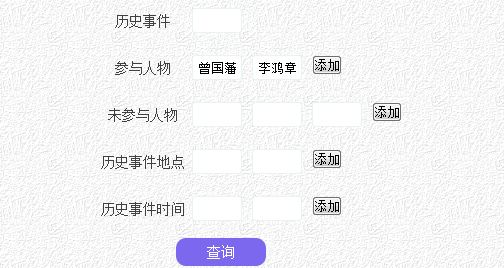 历史事件
参与人物 曾国藩 李鸿章 添加
未参与人物 添加
历史事件地点 添加
历史事件时间 添加
查询